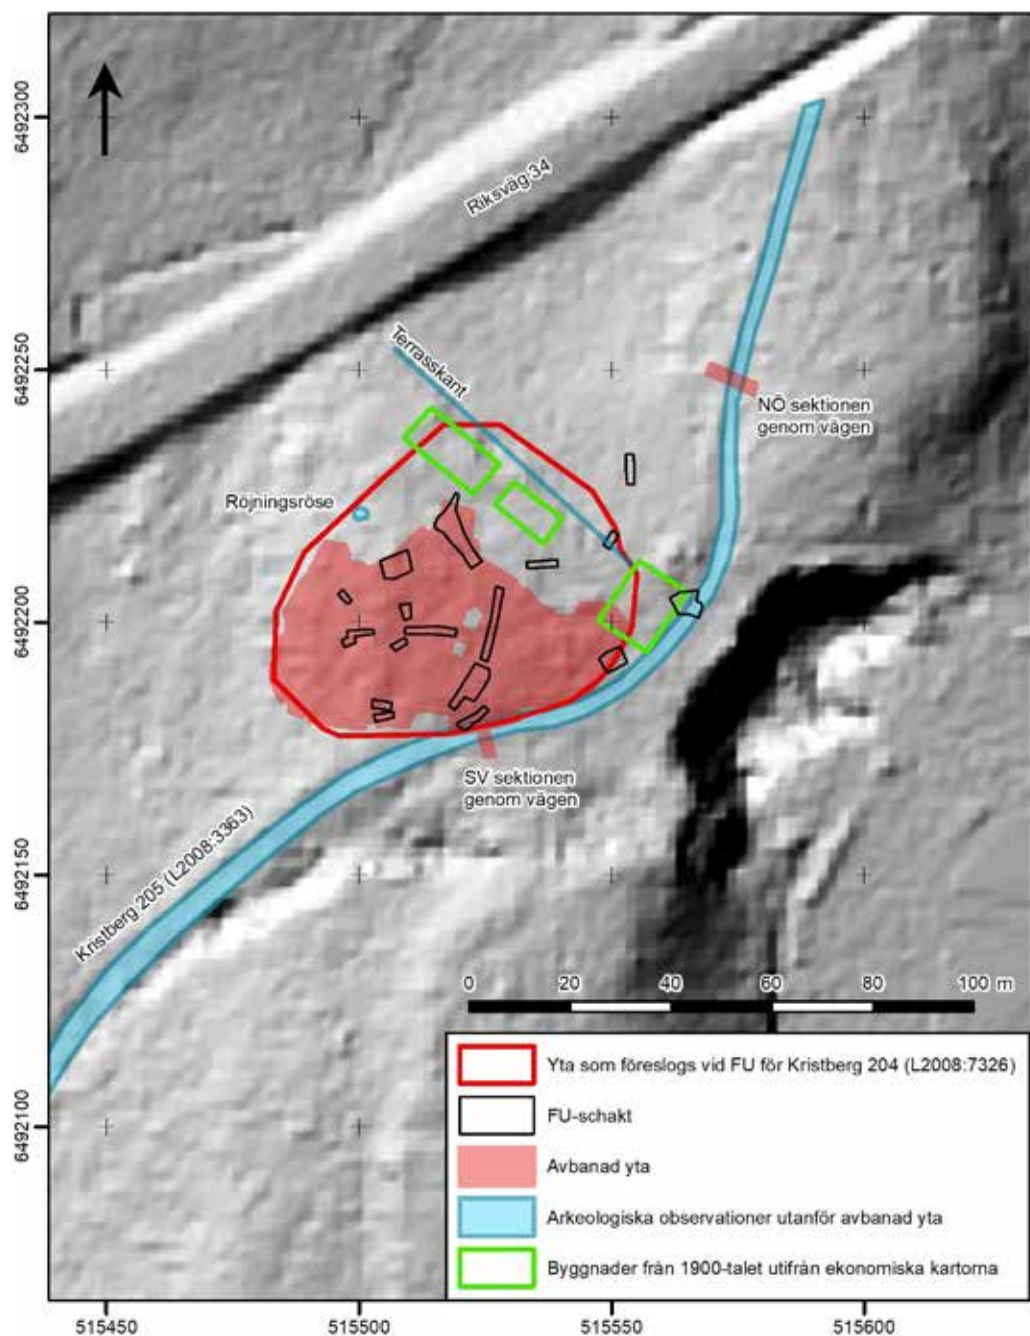 6492300
6492250
6492200
6492150
6492100
Riksväg 34
Terrasskant
NÖ sektionen
genom vägen
Röjningsröse
SV sektionen
genom vägen
Kristberg 205 (L2008:3363)
0 20 40 60 80 100 m
Yta som föreslogs vid FU för Kristberg 204 (L2008:7326)
FU-schakt
Avbanad yta
Arkeologiska observationer utanför avbanad yta
Byggnader från 1900-talet utifrån ekonomiska kartorna
515450 515500 515550 515600